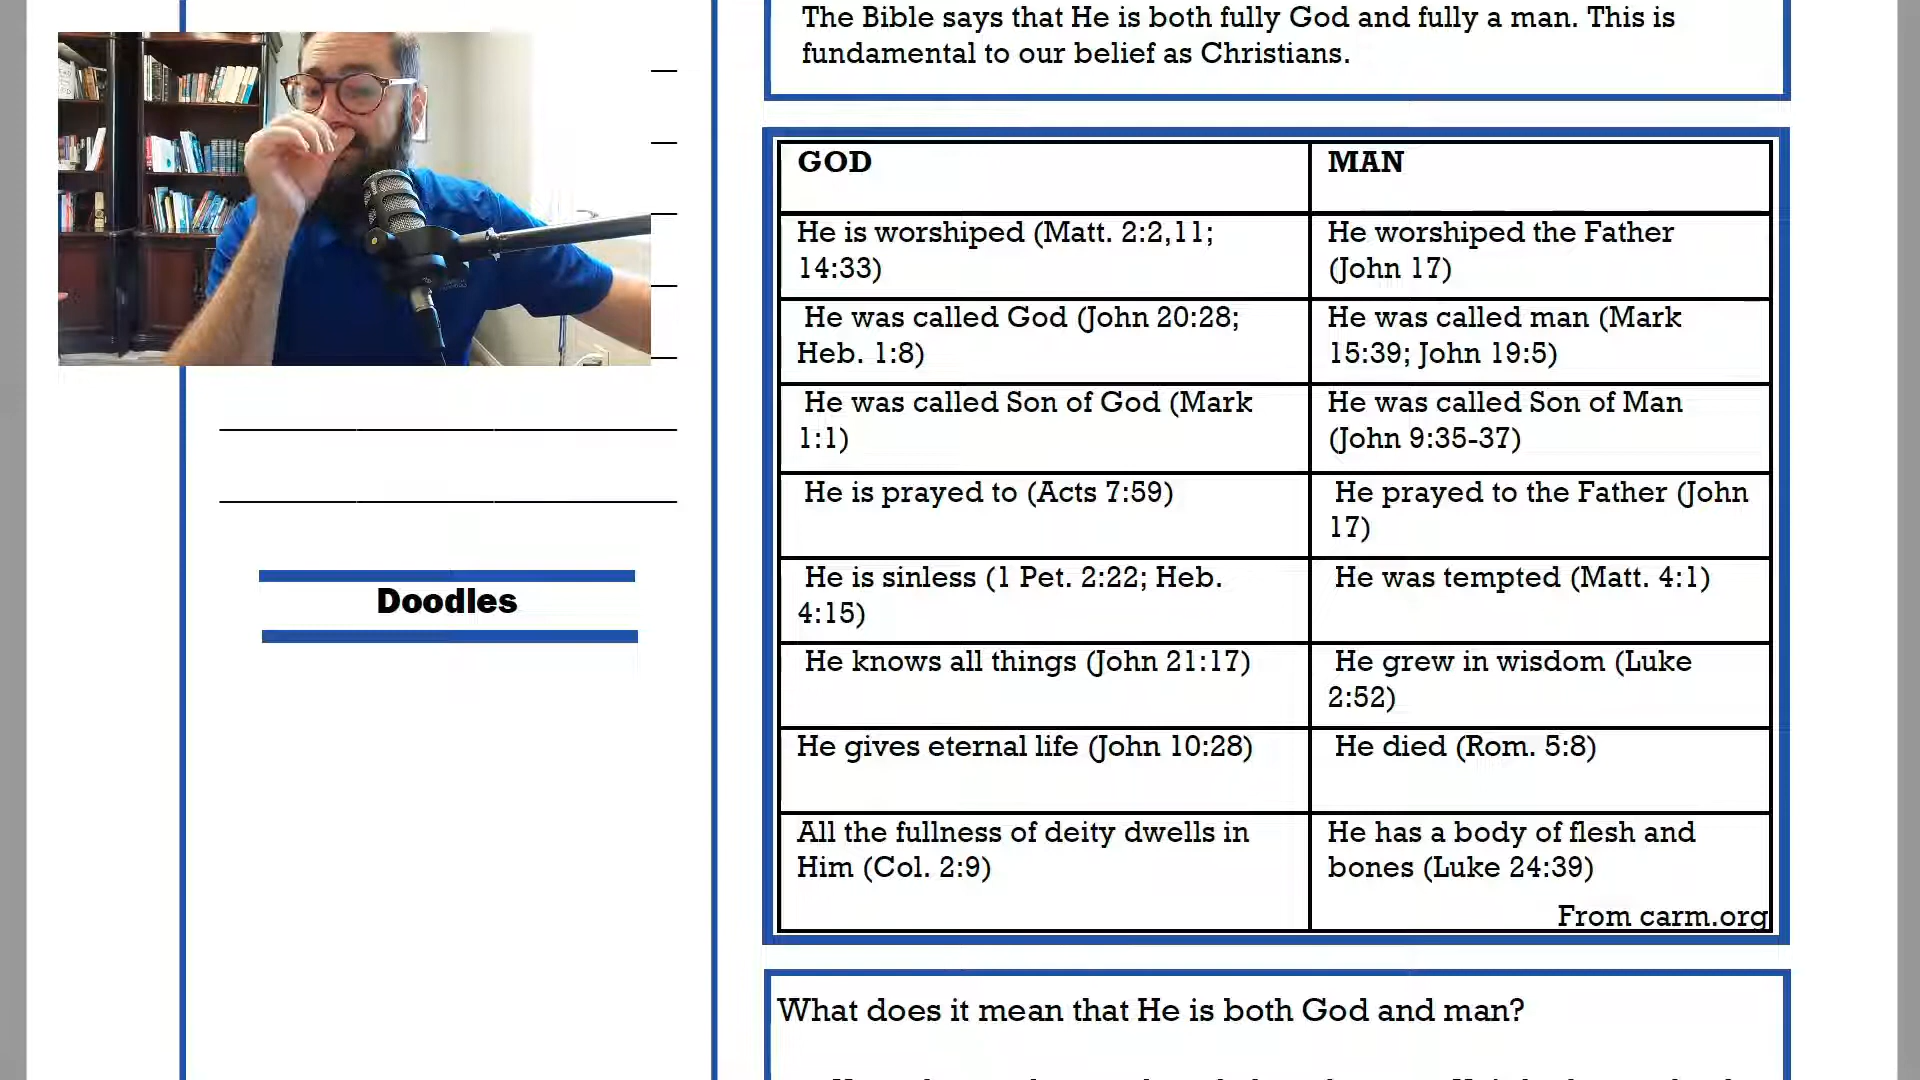 The Bible says that He is both fully God and fully a man. This is
fundamental to our belief as Christians.
GOD
MAN
He is worshiped (Matt. 2:2,11;
14:33)
He worshiped the Father
(John 17)
He was called God (John 20:28;
Heb. 1:8)
He was called man (Mark
15:39; John 19:5)
He was called Son of God (Mark
1:1)
He was called Son of Man
(John 9:35-37)
He is prayed to (Acts 7:59)
He prayed to the Father (John
17)
He is sinless (1 Pet. 2:22; Heb.
4:15)
He was tempted (Matt. 4:1)
He knows all things (John 21:17)
He grew in wisdom (Luke
2:52)
He gives eternal life (John 10:28)
He died (Rom. 5:8)
All the fullness of deity dwells in
Him (Col. 2:9)
He has a body of flesh and
bones (Luke 24:39)
From carm.org
What does it mean that He is both God and man?
Doodles